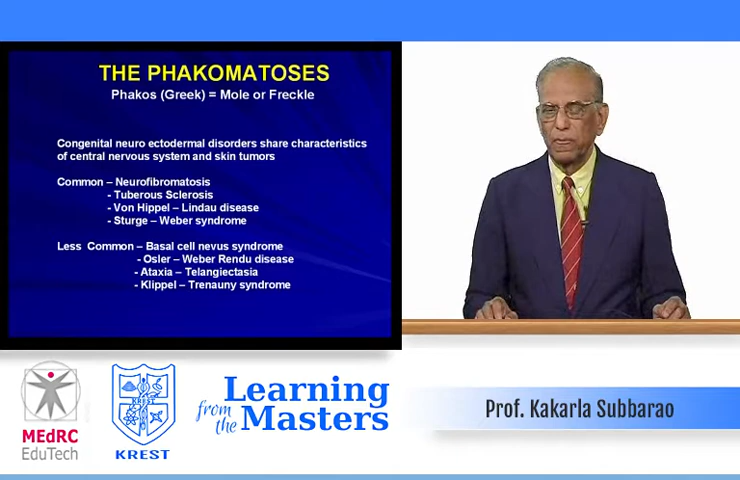 THE PHAKOMATOSES
Phakos (Greek) = Mole or Freckle
Congenital neuro ectodermal disorders share characteristics
of central nervous system and skin tumors
Common – Neurofibromatosis
- Tuberous Sclerosis
- Von Hippel – Lindau disease
- Sturge – Weber syndrome
Less Common – Basal cell nevus syndrome
- Osler – Weber Rendu disease
- Ataxia – Telangiectasia
- Klippel – Trenauny syndrome
MEdRC
EduTech
KREST
KREST
Learning
from the
Masters
Prof. Kakarla Subbarao